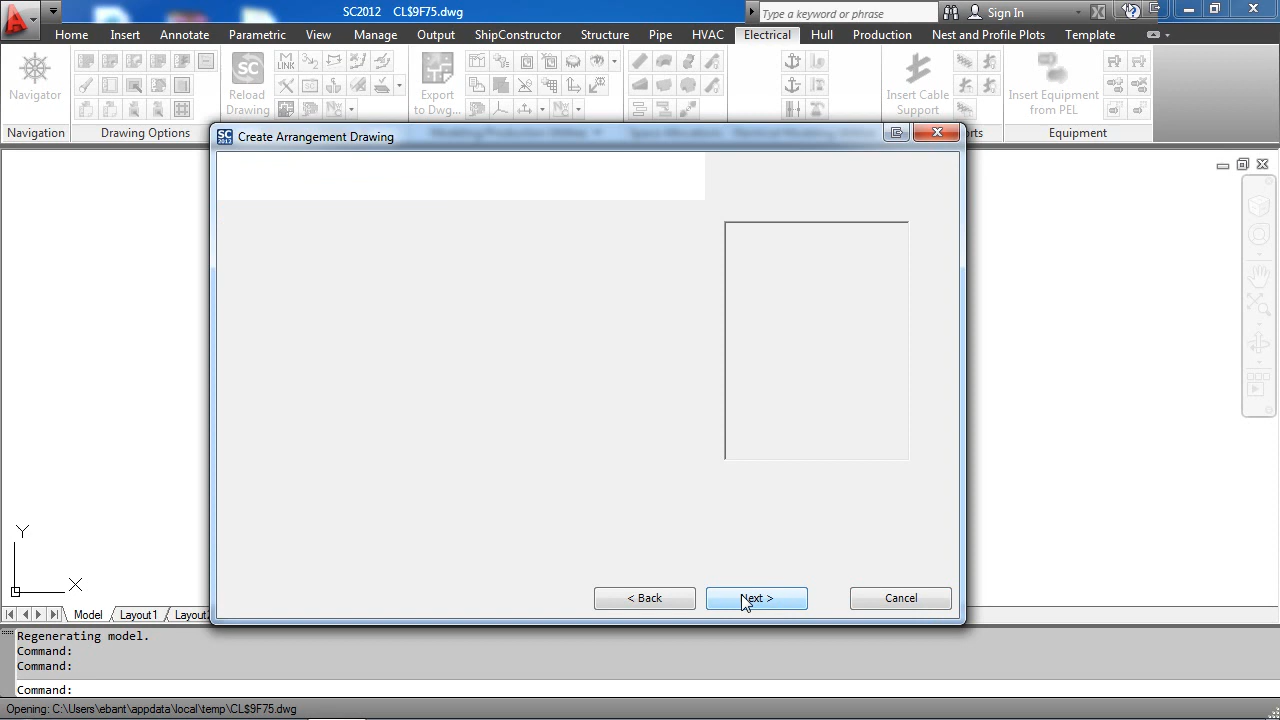 SC2012 CL$9F75.dwg
Type a keyword or phrase
Sign In
Home Insert Annotate Parametric View Manage Output ShipConstructor Structure Pipe HVAC Electrical Hull Production Nest and Profile Plots Template
Navigator
Reload
Drawing
M
LINK
Export
to Dwg...
Insert Cable
Support
Insert Equipment
from PEL
Navigation
Drawing Options
Equipment
SC
2012
Create Arrangement Drawing
Y
X
< Back
Next >
Cancel
Model Layout1
Regenerating model.
Command:
Command:
Command:
Opening: C:\Users\ebant\appdata\local\temp\CL$9F75.dwg